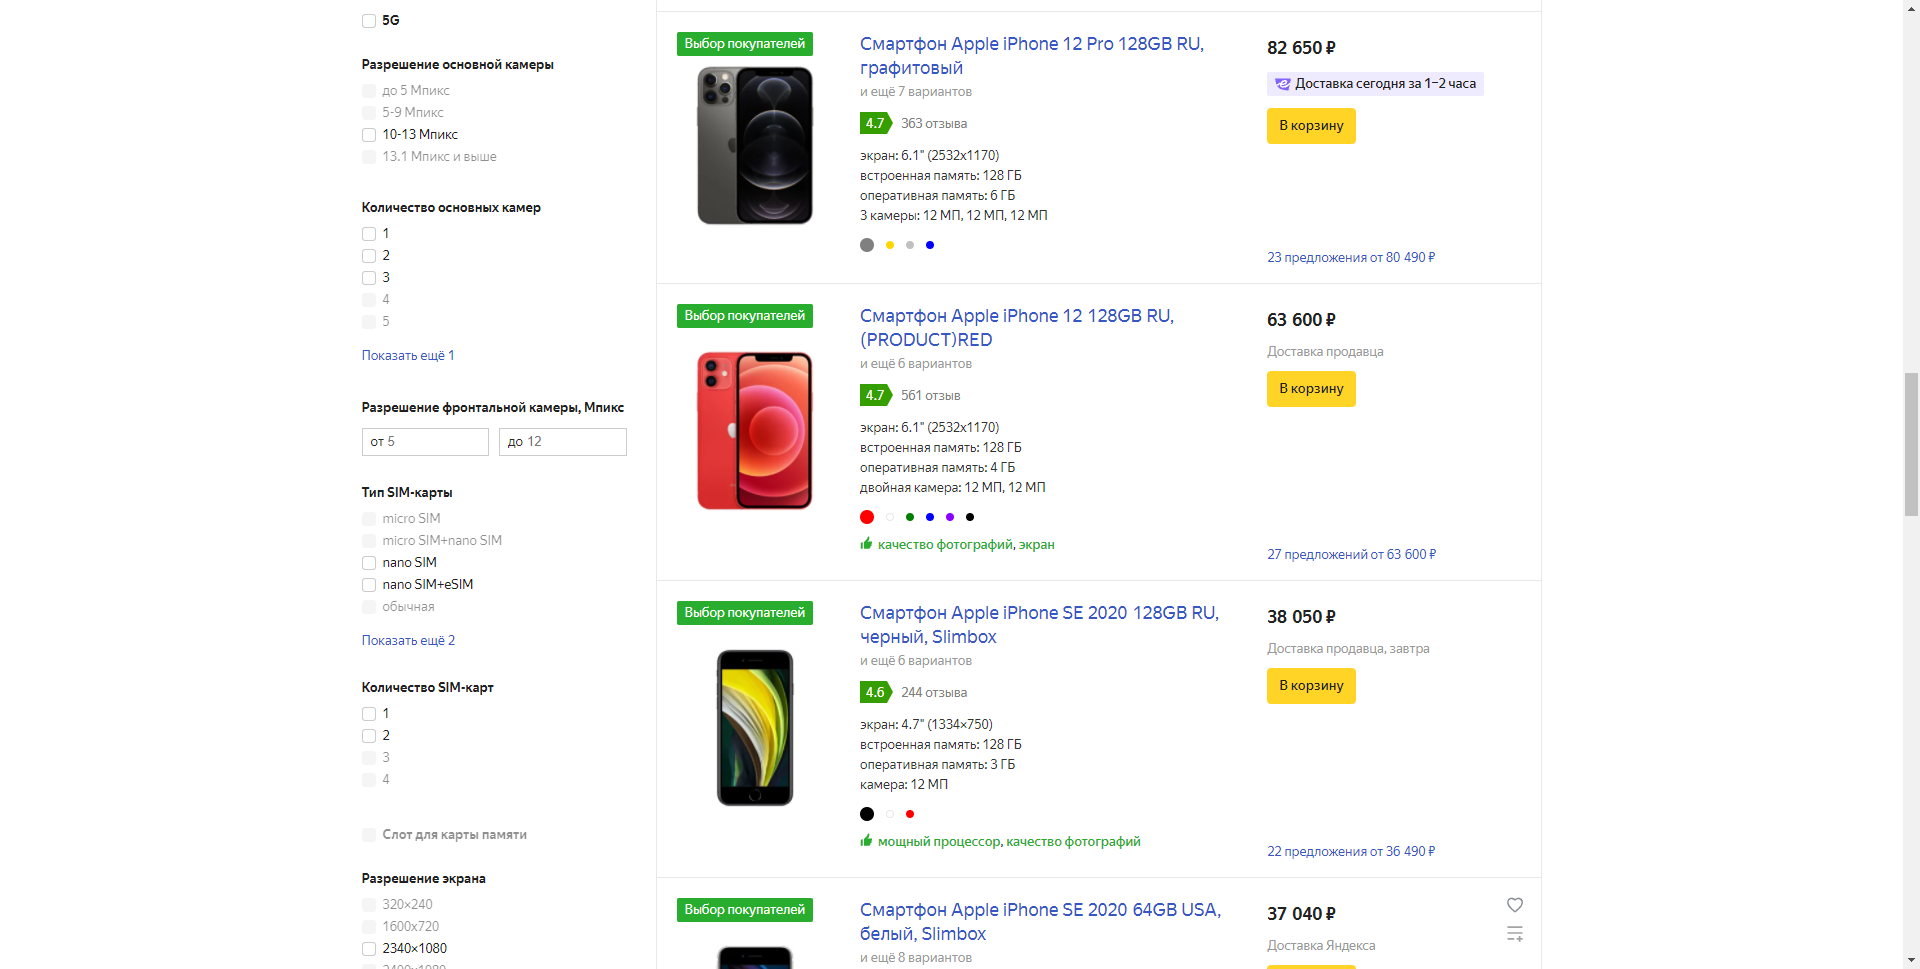 5G
Разрешение основной камеры
до 5 Мпикс
5-9 Мпикс
10-13 Мпикс
13.1 Мпикс и выше
Количество основных камер
1
2
3
4
5
Показать ещё 1
Разрешение фронтальной камеры, Мпикс
от 5
до 12
Тип SIM-карты
micro SIM
micro SIM+nano SIM
nano SIM
nano SIM+eSIM
обычная
Показать ещё 2
Количество SIM-карт
1
2
3
4
Слот для карты памяти
Разрешение экрана
320×240
1600x720
2340×1080
Выбор покупателей
Смартфон Apple iPhone 12 Pro 128GB RU,
графитовый
и ещё 7 вариантов
4.7 363 отзыва
экран: 6.1" (2532x1170)
встроенная память: 128 ГБ
оперативная память: 6 ГБ
3 камеры: 12 МП, 12 МП, 12 МП
82 650 ₽
Доставка сегодня за 1–2 часа
В корзину
23 предложения от 80 490 ₽
Выбор покупателей
Смартфон Apple iPhone 12 128GB RU,
(PRODUCT)RED
и ещё 6 вариантов
4.7 561 отзыв
экран: 6.1" (2532x1170)
встроенная память: 128 ГБ
оперативная память: 4 ГБ
двойная камера: 12 МП, 12 МП
качество фотографий, экран
63 600 ₽
Доставка продавца
В корзину
27 предложений от 63 600 ₽
Выбор покупателей
Смартфон Apple iPhone SE 2020 128GB RU,
черный, Slimbox
и ещё 6 вариантов
4.6 244 отзыва
экран: 4.7" (1334×750)
встроенная память: 128 ГБ
оперативная память: 3 ГБ
камера: 12 МП
мощный процессор, качество фотографий
38 050 ₽
Доставка продавца, завтра
В корзину
22 предложения от 36 490 ₽
Выбор покупателей
Смартфон Apple iPhone SE 2020 64GB USA,
белый, Slimbox
и ещё 8 вариантов
37 040 ₽
Доставка Яндекса